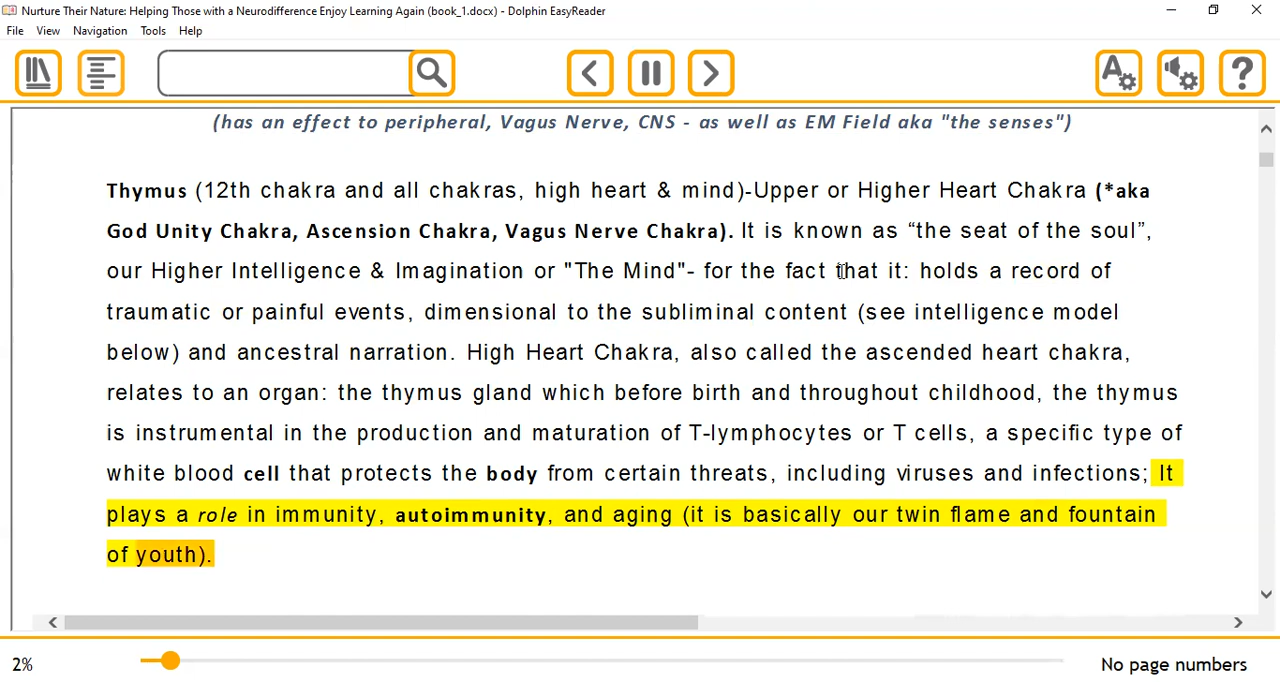 Nurture Their Nature: Helping Those with a Neurodifference Enjoy Learning Again (book_1.docx) - Dolphin EasyReader
File View Navigation Tools Help
(has an effect to peripheral, Vagus Nerve, CNS - as well as EM Field aka "the senses")
Thymus (12th chakra and all chakras, high heart & mind)-Upper or Higher Heart Chakra (*aka
God Unity Chakra, Ascension Chakra, Vagus Nerve Chakra). It is known as “the seat of the soul”,
our Higher Intelligence & Imagination or "The Mind"- for the fact that it: holds a record of
traumatic or painful events, dimensional to the subliminal content (see intelligence model
below) and ancestral narration. High Heart Chakra, also called the ascended heart chakra,
relates to an organ: the thymus gland which before birth and throughout childhood, the thymus
is instrumental in the production and maturation of T-lymphocytes or T cells, a specific type of
white blood cell that protects the body from certain threats, including viruses and infections; It
plays a role in immunity, autoimmunity, and aging (it is basically our twin flame and fountain
of youth).
2%
No page numbers